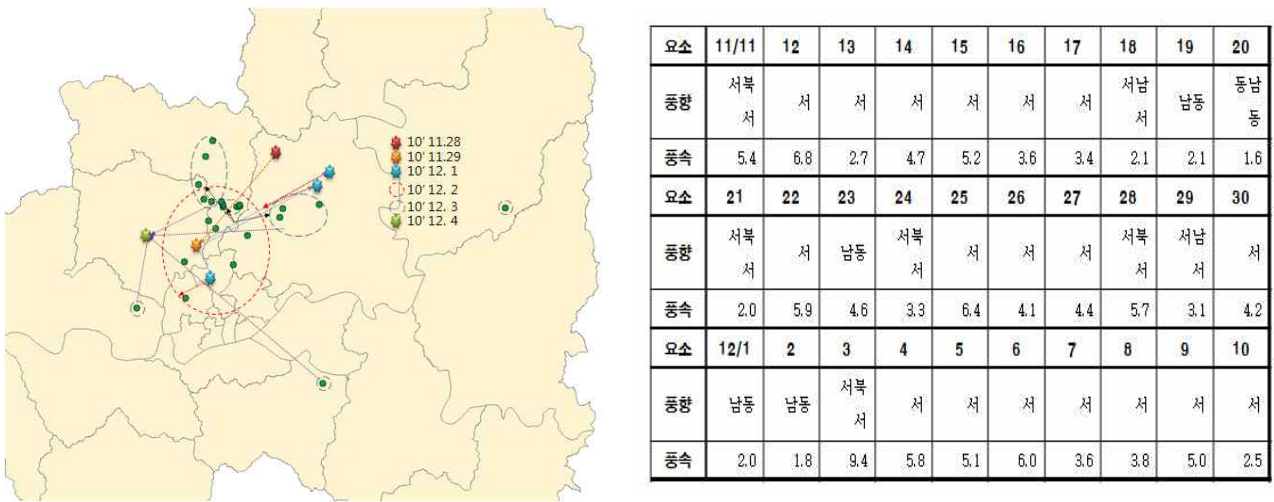 10' 11.28
10' 11.29
10' 12. 1
10' 12. 2
10' 12. 3
10' 12. 4
요소 11/11 12 13 14 15 16 17 18 19 20
풍향 서북서 서 서 서 서 서 서 서남서 남동 동남동
풍속 5.4 6.8 2.7 4.7 5.2 3.6 3.4 2.1 2.1 1.6
요소 21 22 23 24 25 26 27 28 29 30
풍향 서북서 서 남동 서북서 서 서 서 서북서 서남서 서
풍속 2.0 5.9 4.6 3.3 6.4 4.1 4.4 5.7 3.1 4.2
요소 12/1 2 3 4 5 6 7 8 9 10
풍향 남동 남동 서북서 서 서 서 서 서 서 서
풍속 2.0 1.8 9.4 5.8 5.1 6.0 3.6 3.8 5.0 2.5